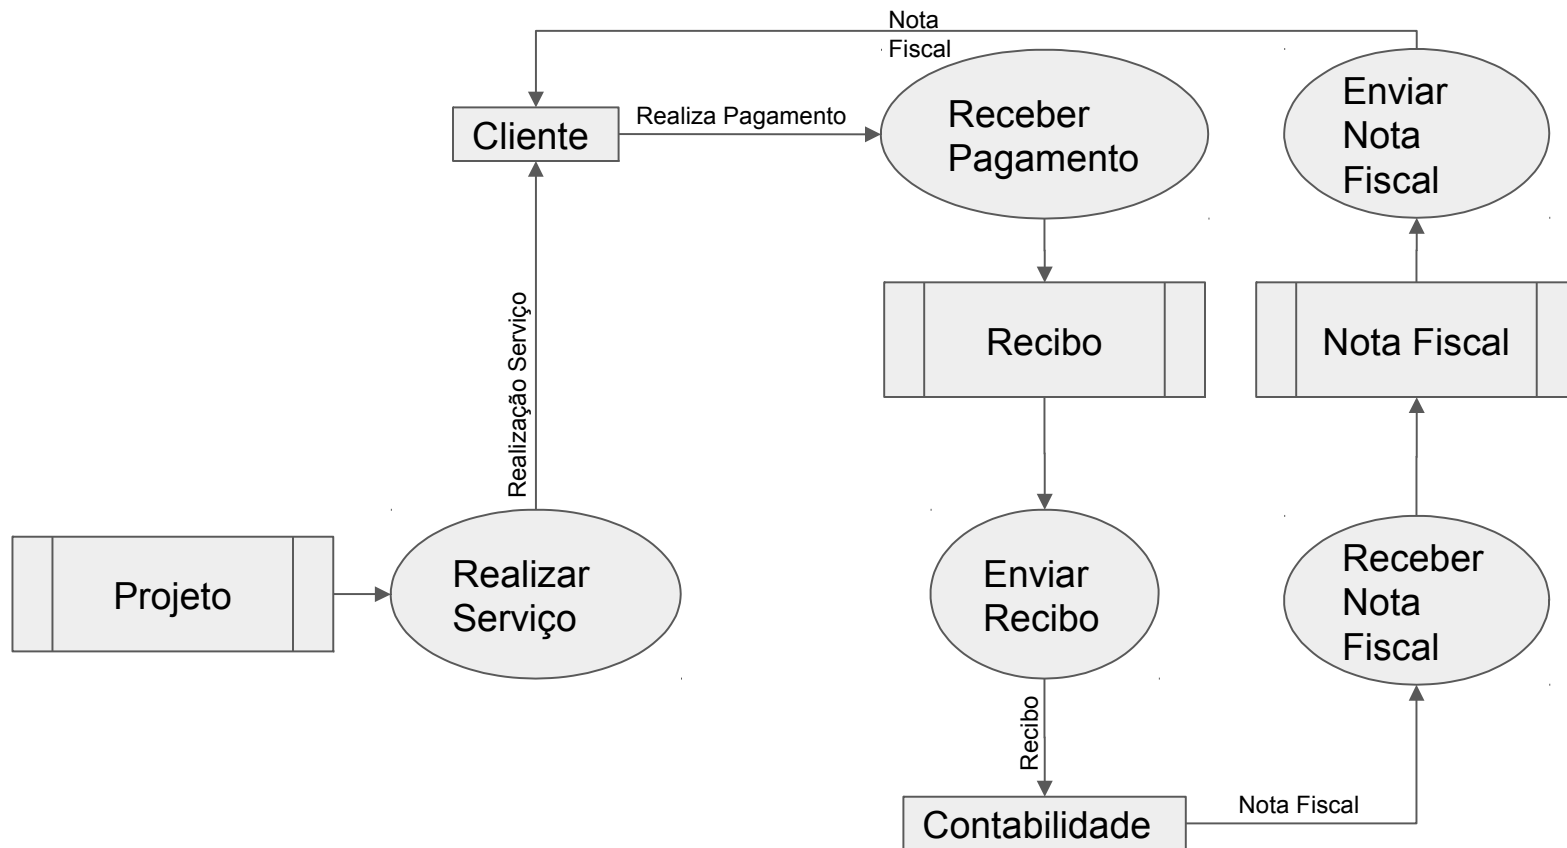 Nota
Fiscal
Cliente
Realiza Pagamento
Receber
Pagamento
Enviar
Nota
Fiscal
Realização Serviço
Recibo
Nota Fiscal
Projeto
Realizar
Serviço
Enviar
Recibo
Receber
Nota
Fiscal
Recibo
Contabilidade
Nota Fiscal